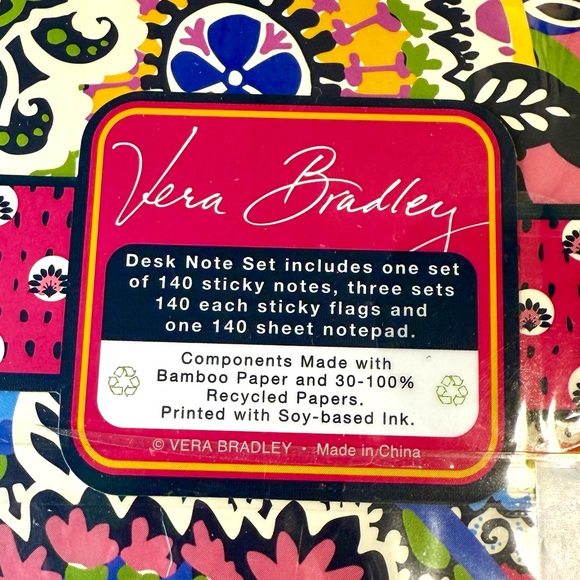 Vera Bradley
Desk Note Set includes one set
of 140 sticky notes, three sets
140 each sticky flags and
one 140 sheet notepad.
Components Made with
Bamboo Paper and 30-100%
Recycled Papers.
Printed with Soy-based Ink.
© VERA BRADLEY • Made in China